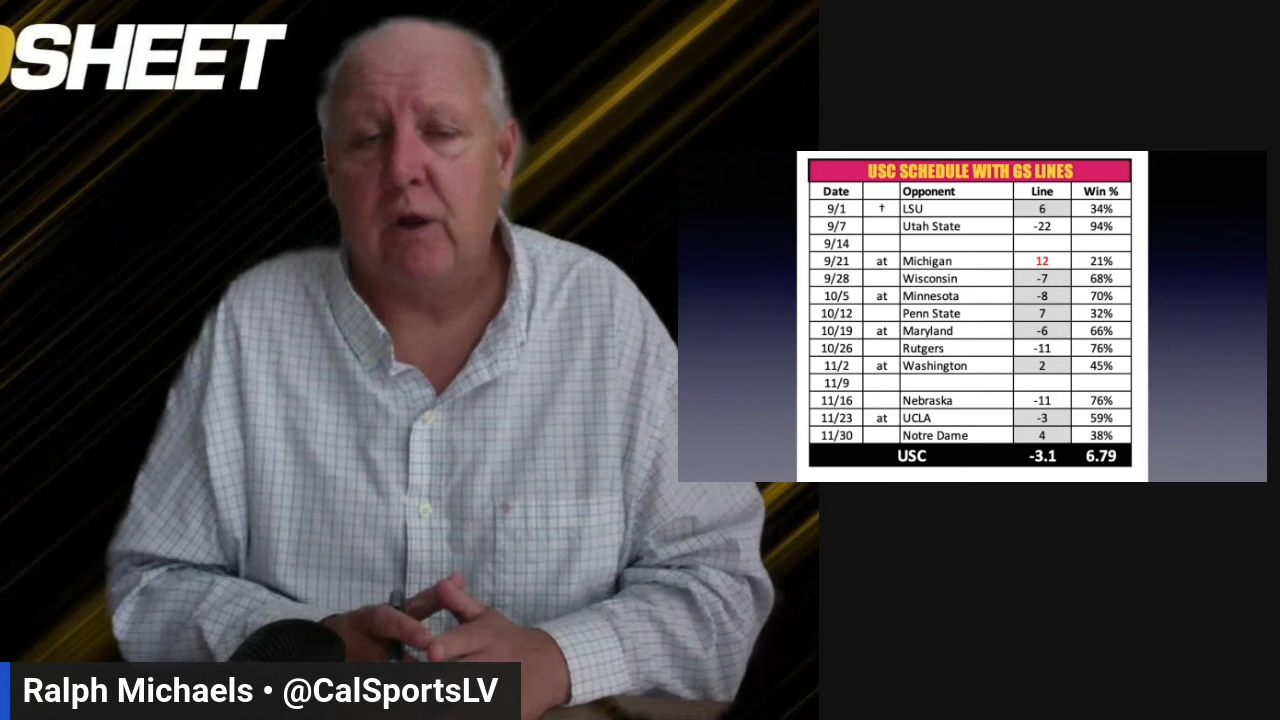 SHEET
USC SCHEDULE WITH GS LINES
Date Opponent Line Win %
9/1 † LSU 6 34%
9/7 Utah State -22 94%
9/14
9/21 at Michigan 12 21%
9/28 Wisconsin -7 68%
10/5 at Minnesota -8 70%
10/12 Penn State 7 32%
10/19 at Maryland -6 66%
10/26 Rutgers -11 76%
11/2 at Washington 2 45%
11/9
11/16 Nebraska -11 76%
11/23 at UCLA -3 59%
11/30 Notre Dame 4 38%
USC -3.1 6.79
Ralph Michaels • @CalSportsLV